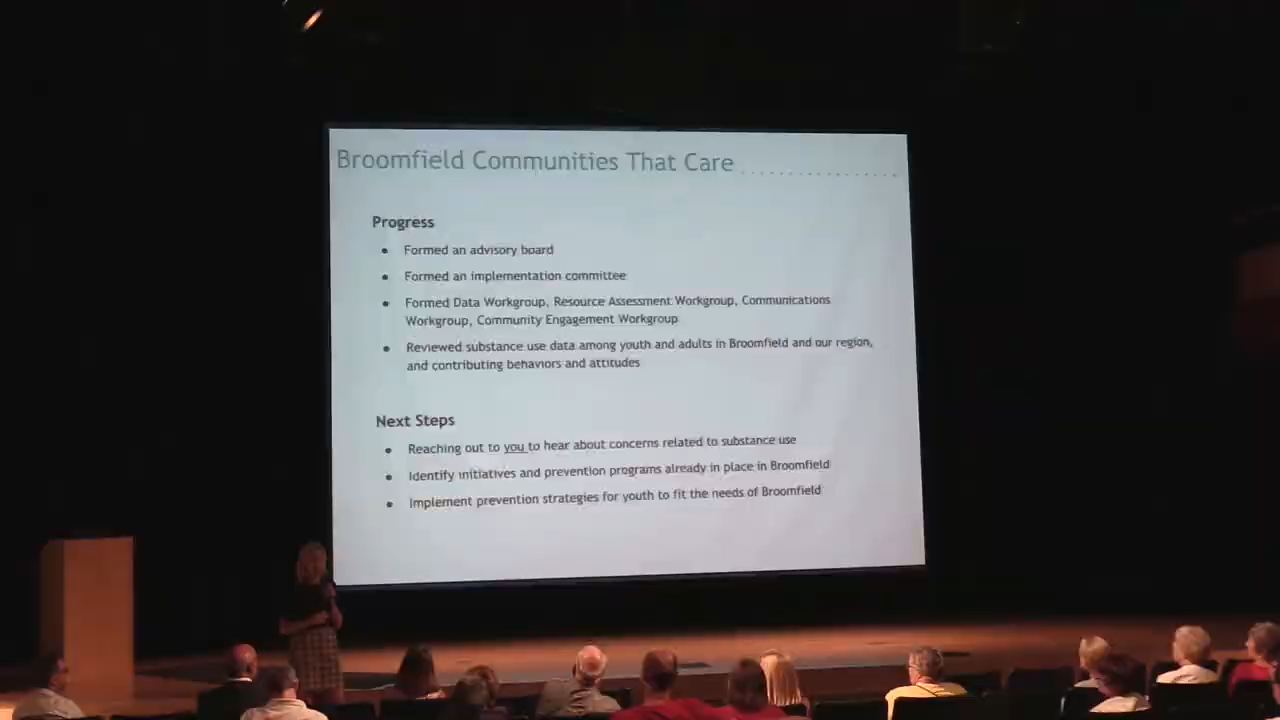 Broomfield Communities That Care
Progress
• Formed an advisory board
• Formed an implementation committee
• Formed Data Workgroup, Resource Assessment Workgroup, Communications
Workgroup, Community Engagement Workgroup
• Reviewed substance use data among youth and adults in Broomfield and our region,
and contributing behaviors and attitudes
Next Steps
• Reaching out to you to hear about concerns related to substance use
• Identify initiatives and prevention programs already in place in Broomfield
• Implement prevention strategies for youth to fit the needs of Broomfield